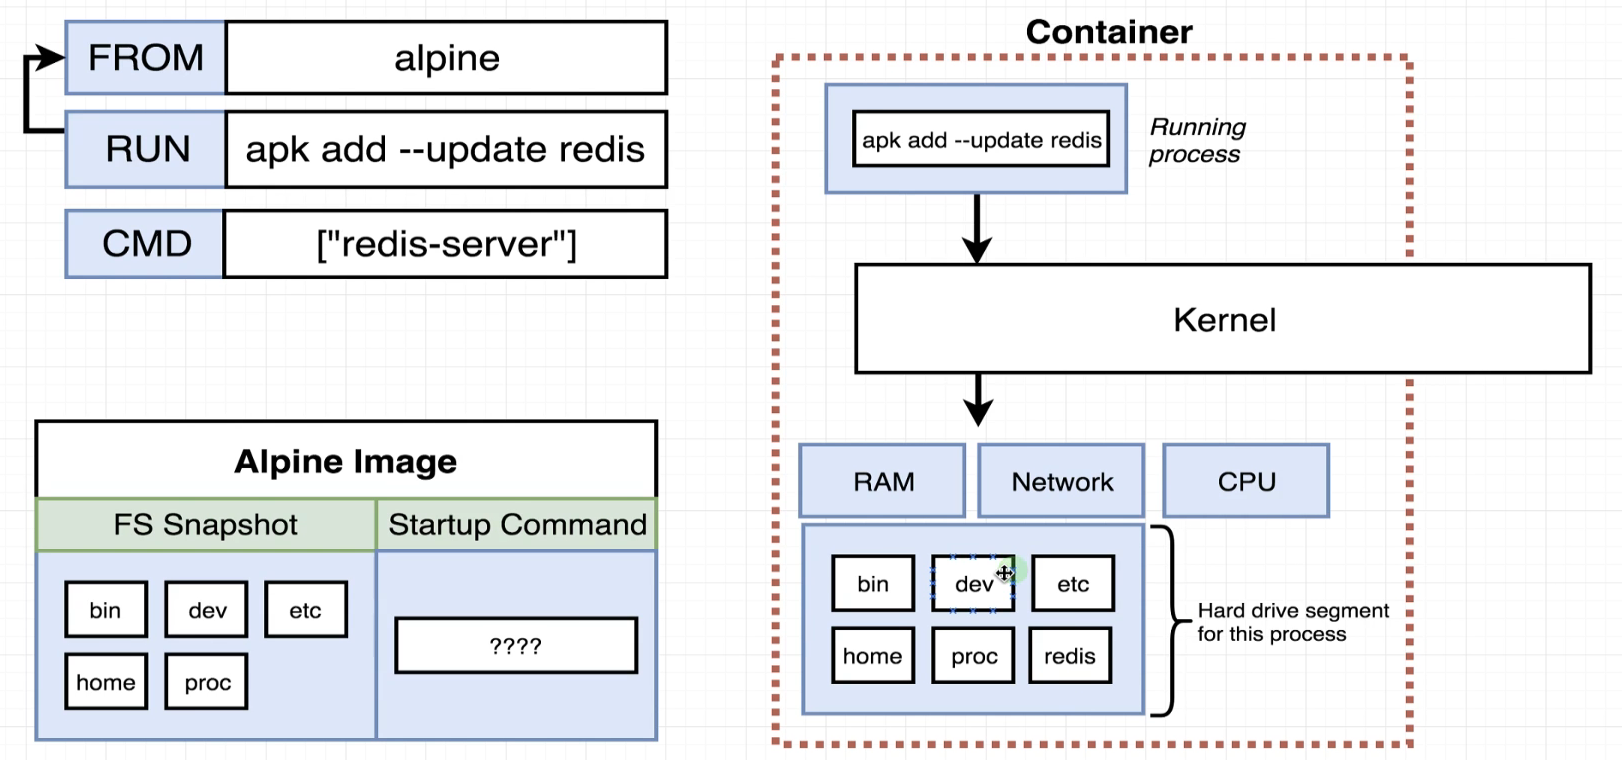 FROM alpine
RUN apk add --update redis
CMD ["redis-server"]
Alpine Image
FS Snapshot Startup Command
bin dev etc
home proc
????
Container
apk add --update redis
Running
process
Kernel
RAM Network CPU
bin dev etc
home proc redis
Hard drive segment
for this process